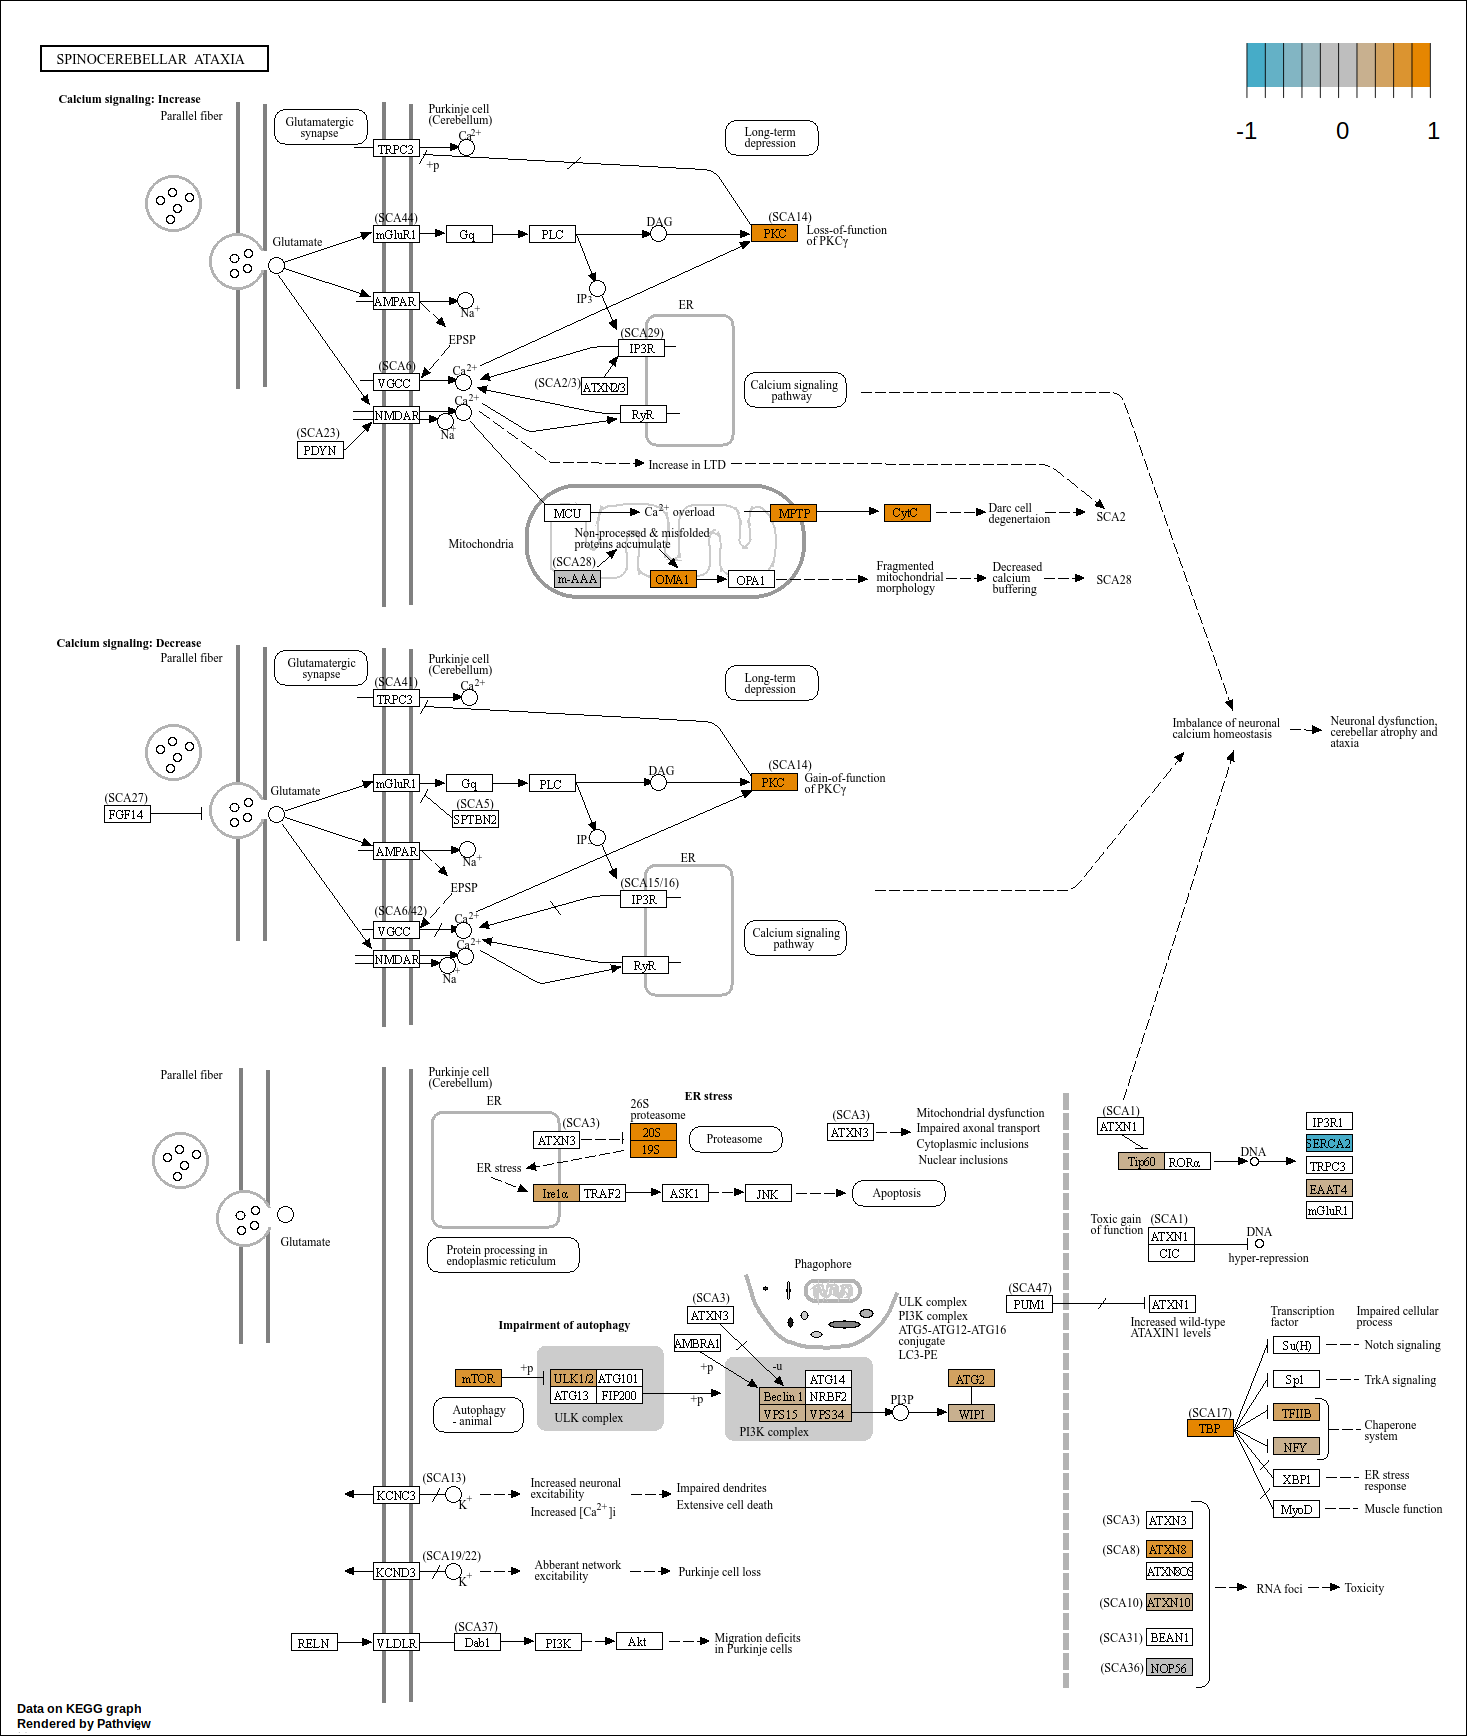 SPINOCEREBELLAR ATAXIA
-1 0 1
Calcium signaling: Increase
Parallel fiber
Glutamatergic
synapse
Purkinje cell
(Cerebellum)
Ca2+
TRPC3
+p
Long-term
depression
(SCA44)
mGluR1
Gq
PLC
DAG
(SCA14)
PKC
Loss-of-function
of PKCγ
Glutamate
IP3
AMPAR
Na+
EPSP
ER
(SCA29)
IP3R
(SCA6)
VGCC
Ca2+
(SCA2/3)
ATXN2/3
Calcium signaling
pathway
NMDAR
Ca2+
Na+
RyR
(SCA23)
PDYN
Increase in LTD
MCU
Ca2+ overload
MPTP
CytC
Darc cell
degenertaion
SCA2
Mitochondria
Non-processed & misfolded
proteins accumulate
(SCA28)
m-AAA
OMA1
OPA1
Fragmented
mitochondrial
morphology
Decreased
calcium
buffering
SCA28
Calcium signaling: Decrease
Parallel fiber
Glutamatergic
synapse
Purkinje cell
(Cerebellum)
(SCA41)
TRPC3
Ca2+
Long-term
depression
Imbalance of neuronal
calcium homeostasis
Neuronal dysfunction,
cerebellar atrophy and
ataxia
mGluR1
Gq
PLC
DAG
(SCA14)
PKC
Gain-of-function
of PKCγ
Glutamate
(SCA27)
FGF14
(SCA5)
SPTBN2
IP
AMPAR
Na+
EPSP
ER
(SCA15/16)
IP3R
(SCA6/42)
VGCC
Ca2+
Calcium signaling
pathway
NMDAR
Ca2+
Na+
RyR
Parallel fiber
Purkinje cell
(Cerebellum)
ER
ER stress
(SCA3)
ATXN3
26S
proteasome
20S
19S
Proteasome
(SCA3)
ATXN3
Mitochondrial dysfunction
Impaired axonal transport
Cytoplasmic inclusions
Nuclear inclusions
(SCA1)
ATXN1
Tip60
RORα
DNA
IP3R1
SERCA2
TRPC3
EAAT4
mGluR1
ER stress
Ire1α
TRAF2
ASK1
JNK
Apoptosis
Glutamate
Protein processing in
endoplasmic reticulum
Toxic gain
of function
(SCA1)
ATXN1
CIC
DNA
hyper-repression
Phagophore
(SCA3)
ATXN3
ULK complex
PI3K complex
ATG5-ATG12-ATG16
conjugate
LC3-PE
(SCA47)
PUM1
ATXN1
Increased wild-type
ATAXIN1 levels
Transcription
factor
Impaired cellular
process
Impairment of autophagy
AMBRA1
+p
-u
mTOR
+p
ULK1/2
ATG101
ATG13
FIP200
ULK complex
+p
ATG14
Beclin 1
NRBF2
VPS15
VPS34
PI3K complex
PI3P
ATG2
WIPI
Autophagy
- animal
Su(H)
Notch signaling
Sp1
TrkA signaling
(SCA17)
TBP
TFIIB
NFY
Chaperone
system
XBP1
ER stress
response
MyoD
Muscle function
(SCA13)
KCNC3
K+
Increased neuronal
excitability
Increased [Ca2+]i
Impaired dendrites
Extensive cell death
(SCA19/22)
KCND3
K+
Abberant network
excitability
Purkinje cell loss
(SCA3)
ATXN3
(SCA8)
ATXN8
ATXN8OS
(SCA10)
ATXN10
(SCA31)
BEAN1
(SCA36)
NOP56
RNA foci
Toxicity
RELN
VLDLR
(SCA37)
Dab1
PI3K
Akt
Migration deficits
in Purkinje cells
Data on KEGG graph
Rendered by Pathview